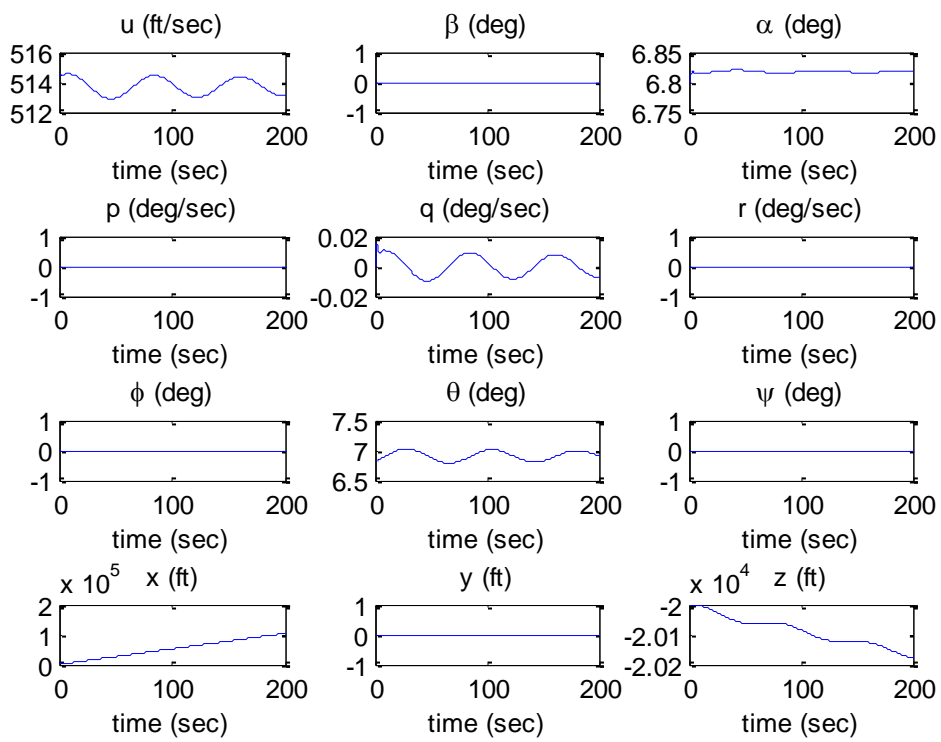 u (ft/sec) β (deg) α (deg)
516 1 6.85
514 0 6.8
512 -1 6.75
0 100 200 0 100 200 0 100 200
time (sec) time (sec) time (sec)
p (deg/sec) q (deg/sec) r (deg/sec)
1 0.02 1
0 0 0
-1 -0.02 -1
0 100 200 0 100 200 0 100 200
time (sec) time (sec) time (sec)
ϕ (deg) θ (deg) ψ (deg)
1 7.5 1
0 7 0
-1 6.5 -1
0 100 200 0 100 200 0 100 200
time (sec) time (sec) time (sec)
x 10^5 x (ft) y (ft) x 10^4 z (ft)
2 1 -2
1 0 -2.01
0 -1 -2.02
0 100 200 0 100 200 0 100 200
time (sec) time (sec) time (sec)